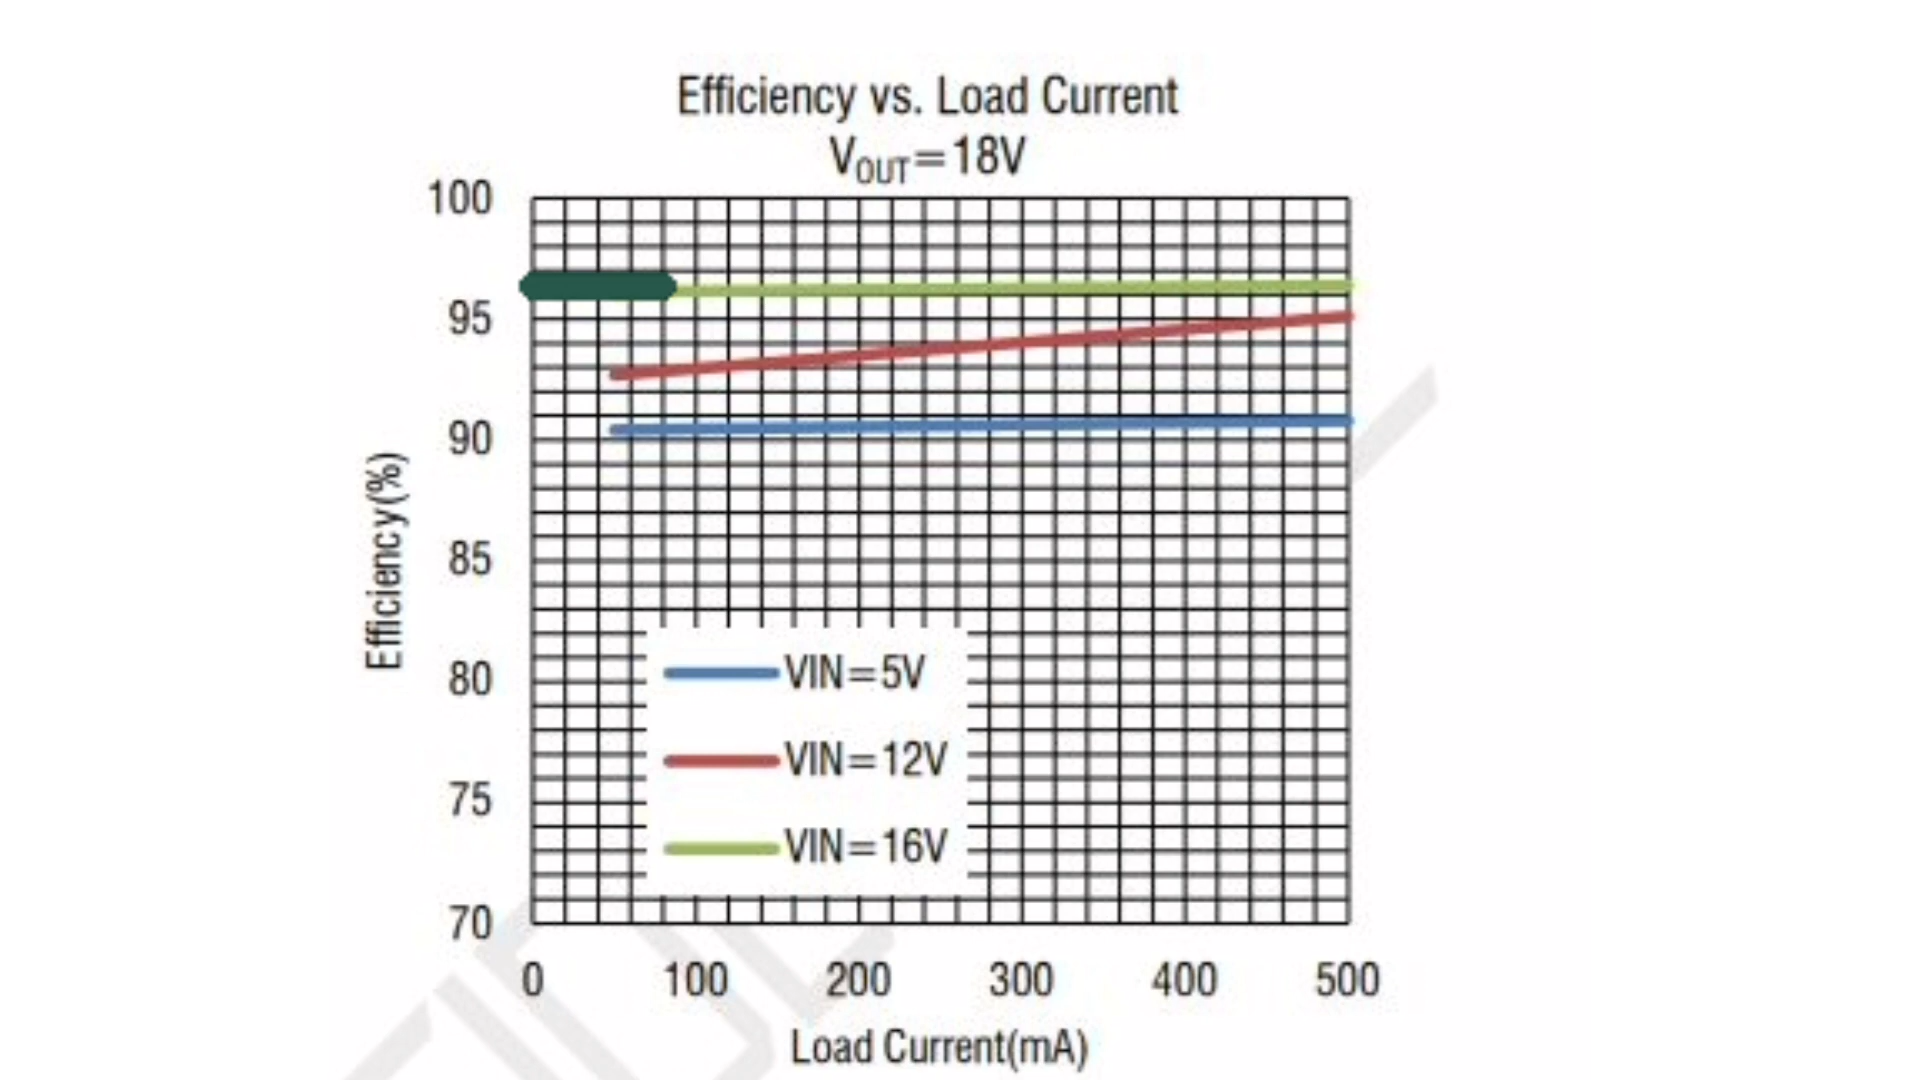 Efficiency vs. Load Current
VOUT=18V
100
95
90
85
80
75
70
Efficiency(%)
VIN=5V
VIN=12V
VIN=16V
0 100 200 300 400 500
Load Current(mA)